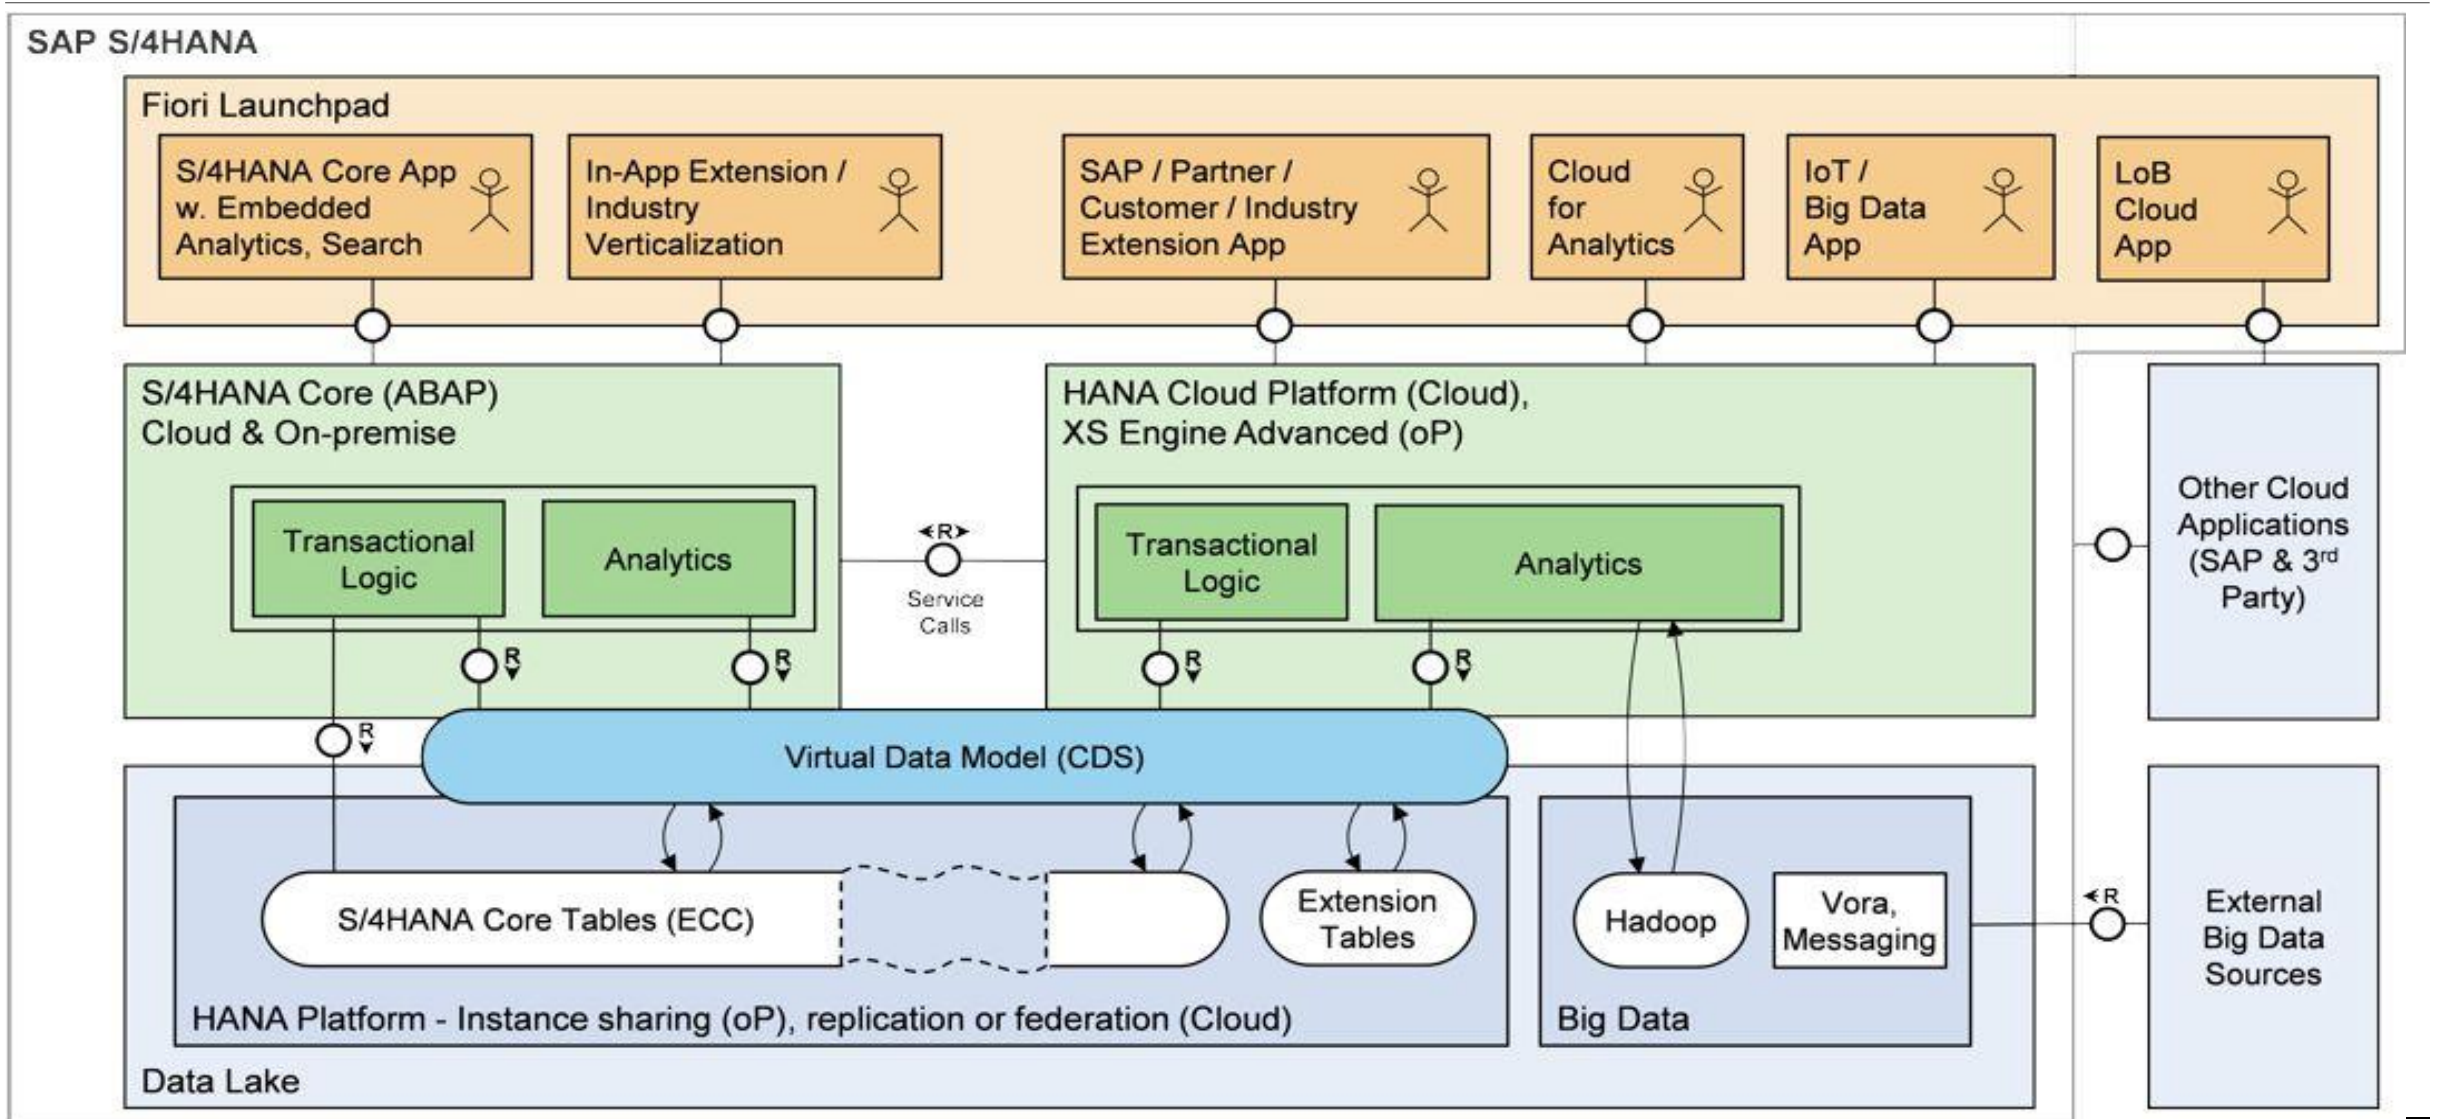 SAP S/4HANA
Fiori Launchpad
S/4HANA Core App
w. Embedded
Analytics, Search
In-App Extension /
Industry
Verticalization
SAP / Partner /
Customer / Industry
Extension App
Cloud
for
Analytics
IoT /
Big Data
App
LoB
Cloud
App
S/4HANA Core (ABAP)
Cloud & On-premise
Transactional
Logic
Analytics
R
R
R
R
Service
Calls
HANA Cloud Platform (Cloud),
XS Engine Advanced (oP)
Transactional
Logic
Analytics
R
R
Other Cloud
Applications
(SAP & 3rd
Party)
Virtual Data Model (CDS)
S/4HANA Core Tables (ECC)
Extension
Tables
HANA Platform - Instance sharing (oP), replication or federation (Cloud)
Hadoop
Vora,
Messaging
Big Data
Data Lake
R
External
Big Data
Sources